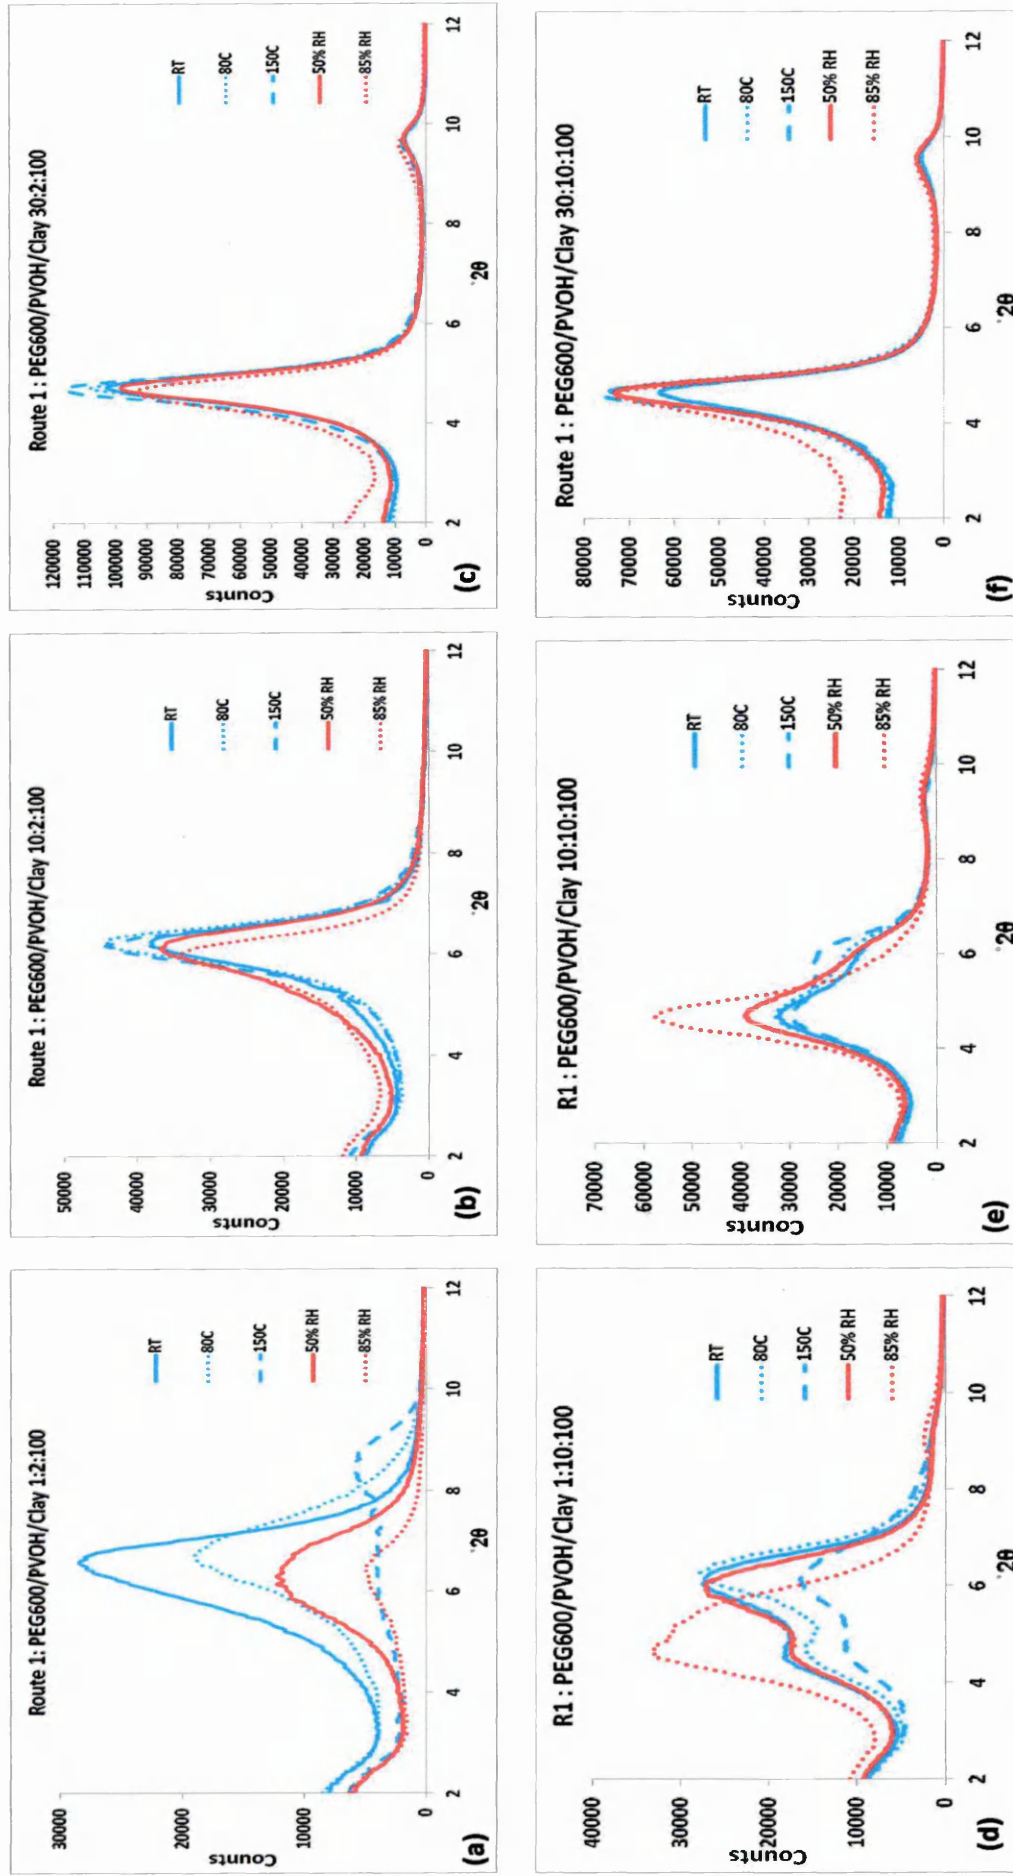 Route 1: PEG600/PVOH/Clay 1:2:100
30000
20000
10000
0
Counts
2
4
6
8
10
12
°2θ
RT
80C
150C
50% RH
85% RH
(a)
Route 1 : PEG600/PVOH/Clay 10:2:100
50000
40000
30000
20000
10000
0
Counts
2
4
6
8
10
12
°2θ
RT
80C
150C
50% RH
85% RH
(b)
Route 1 : PEG600/PVOH/Clay 30:2:100
120000
110000
100000
90000
80000
70000
60000
50000
40000
30000
20000
10000
0
Counts
2
4
6
8
10
12
°2θ
RT
80C
150C
50% RH
85% RH
(c)
R1 : PEG600/PVOH/Clay 1:10:100
40000
30000
20000
10000
0
Counts
2
4
6
8
10
12
°2θ
RT
80C
150C
50% RH
85% RH
(d)
R1 : PEG600/PVOH/Clay 10:10:100
70000
60000
50000
40000
30000
20000
10000
0
Counts
2
4
6
8
10
12
°2θ
RT
80C
150C
50% RH
85% RH
(e)
Route 1 : PEG600/PVOH/Clay 30:10:100
80000
70000
60000
50000
40000
30000
20000
10000
0
Counts
2
4
6
8
10
12
°2θ
RT
80C
150C
50% RH
85% RH
(f)